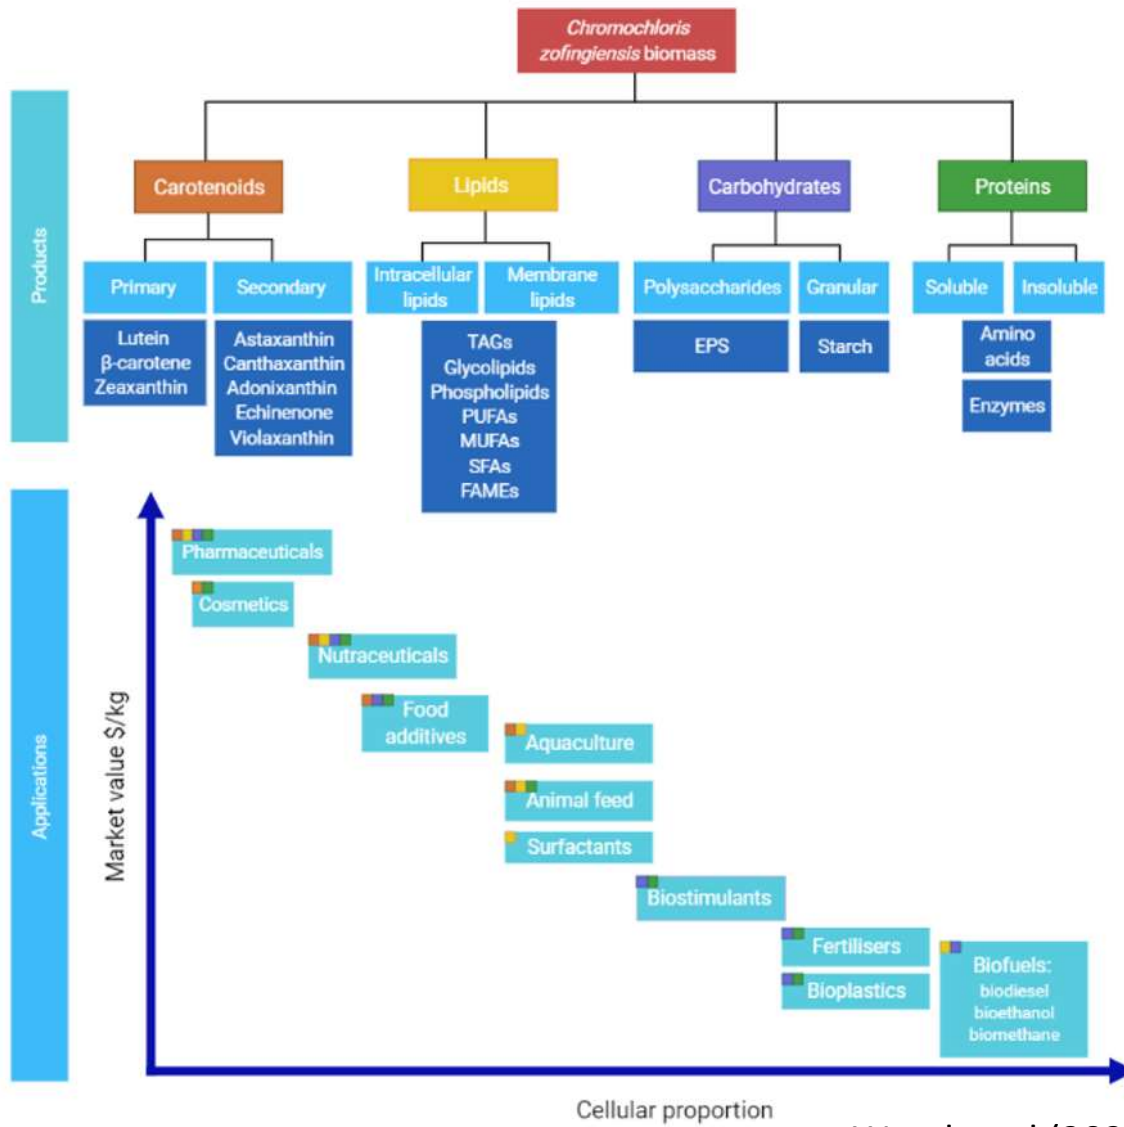 Chromochloris
zofingiensis biomass
Products
Carotenoids
Lipids
Carbohydrates
Proteins
Primary
Secondary
Intracellular
lipids
Membrane
lipids
Polysaccharides
Granular
Soluble
Insoluble
Lutein
β-carotene
Zeaxanthin
Astaxanthin
Canthaxanthin
Adonixanthin
Echinenone
Violaxanthin
TAGs
Glycolipids
Phospholipids
PUFAs
MUFAs
SFAs
FAMEs
EPS
Starch
Amino
acids
Enzymes
Applications
Market value $/kg
Pharmaceuticals
Cosmetics
Nutraceuticals
Food
additives
Aquaculture
Animal feed
Surfactants
Biostimulants
Fertilisers
Bioplastics
Biofuels:
biodiesel
bioethanol
biomethane
Cellular proportion